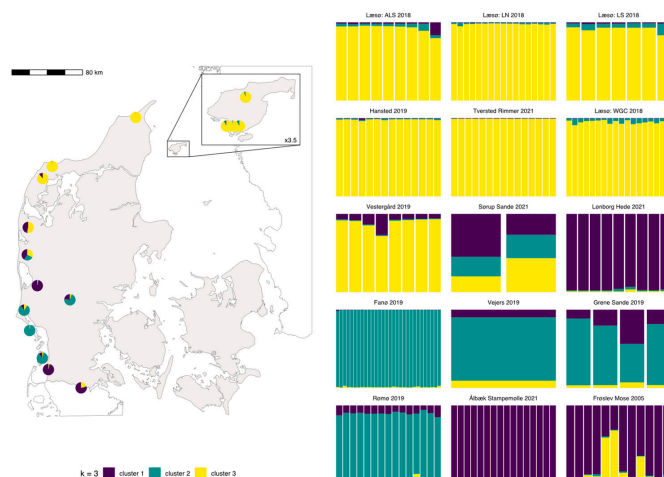 80 km
x3.5
k = 3 cluster 1 cluster 2 cluster 3
Læsø: ALS 2018 Læsø: LN 2018 Læsø: LS 2018
Hansted 2019 Tversted Rimmer 2021 Læsø: WGC 2018
Vestergård 2019 Sørup Sande 2021 Lønborg Hede 2021
Fanø 2019 Vejers 2019 Grene Sande 2019
Rømø 2019 Ålbæk Stampemølle 2021 Frøslev Mose 2005